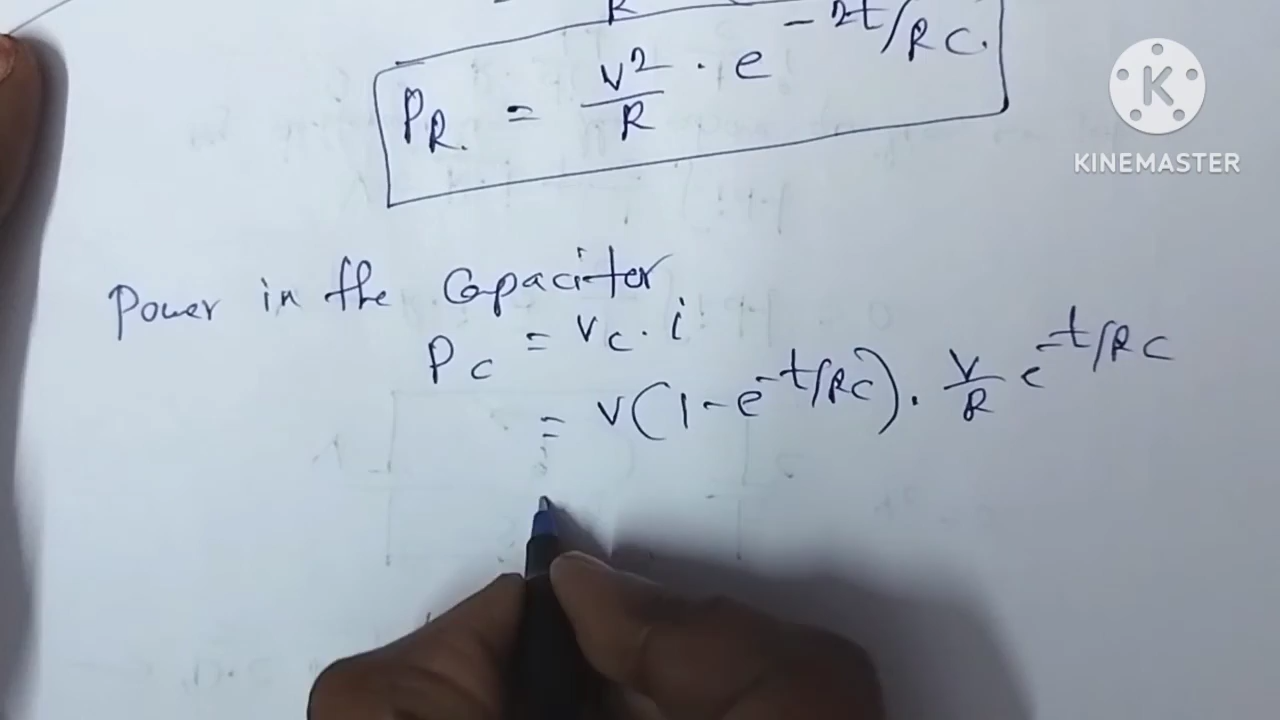 R
P_R. = V²/R · e^-2t/RC.
K
KINEMASTER
Power in the Capacitor
P_C = V_C · i
= V(1-e^-t/RC) · V/R e^-t/RC